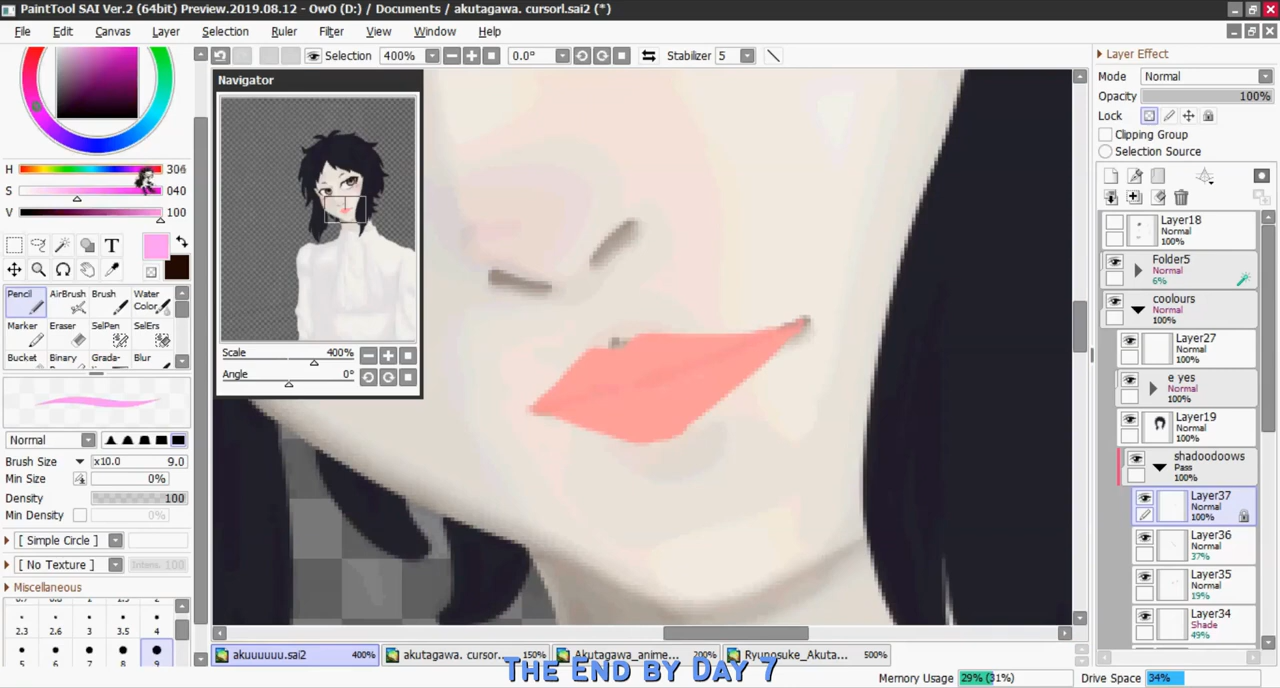 PaintTool SAI Ver.2 (64bit) Preview.2019.08.12 - OwO (D:) / Documents / akutagawa. cursorl.sai2 (*)
File Edit Canvas Layer Selection Ruler Filter View Window Help
Selection 400% 0.0° Stabilizer 5
Navigator
Scale 400%
Angle 0°
H 306
S 040
V 100
T
Pencil AirBrush Brush Water Color
Marker Eraser SelPen SelErs
Bucket Binary Grada- Blur
Normal
Brush Size x10.0 9.0
Min Size 0%
Density 100
Min Density 0%
[ Simple Circle ]
[ No Texture ] Intens. 100
Miscellaneous
2.3 2.6 3 3.5 4
5 6 7 8 9
Layer Effect
Mode Normal
Opacity 100%
Lock
Clipping Group
Selection Source
Layer18
Normal
100%
Folder5
Normal
6%
coolours
Normal
100%
Layer27
Normal
100%
e yes
Normal
100%
Layer19
Normal
100%
shadoodoows
Pass
100%
Layer37
Normal
100%
Layer36
Normal
37%
Layer35
Normal
19%
Layer34
Shade
49%
akuuuuuu.sai2 400% akutagawa. cursor... 150% Akutagawa_anime... 200% Ryunosuke_Akuta... 500%
The End by Day 7
Memory Usage 29% (31%) Drive Space 34%